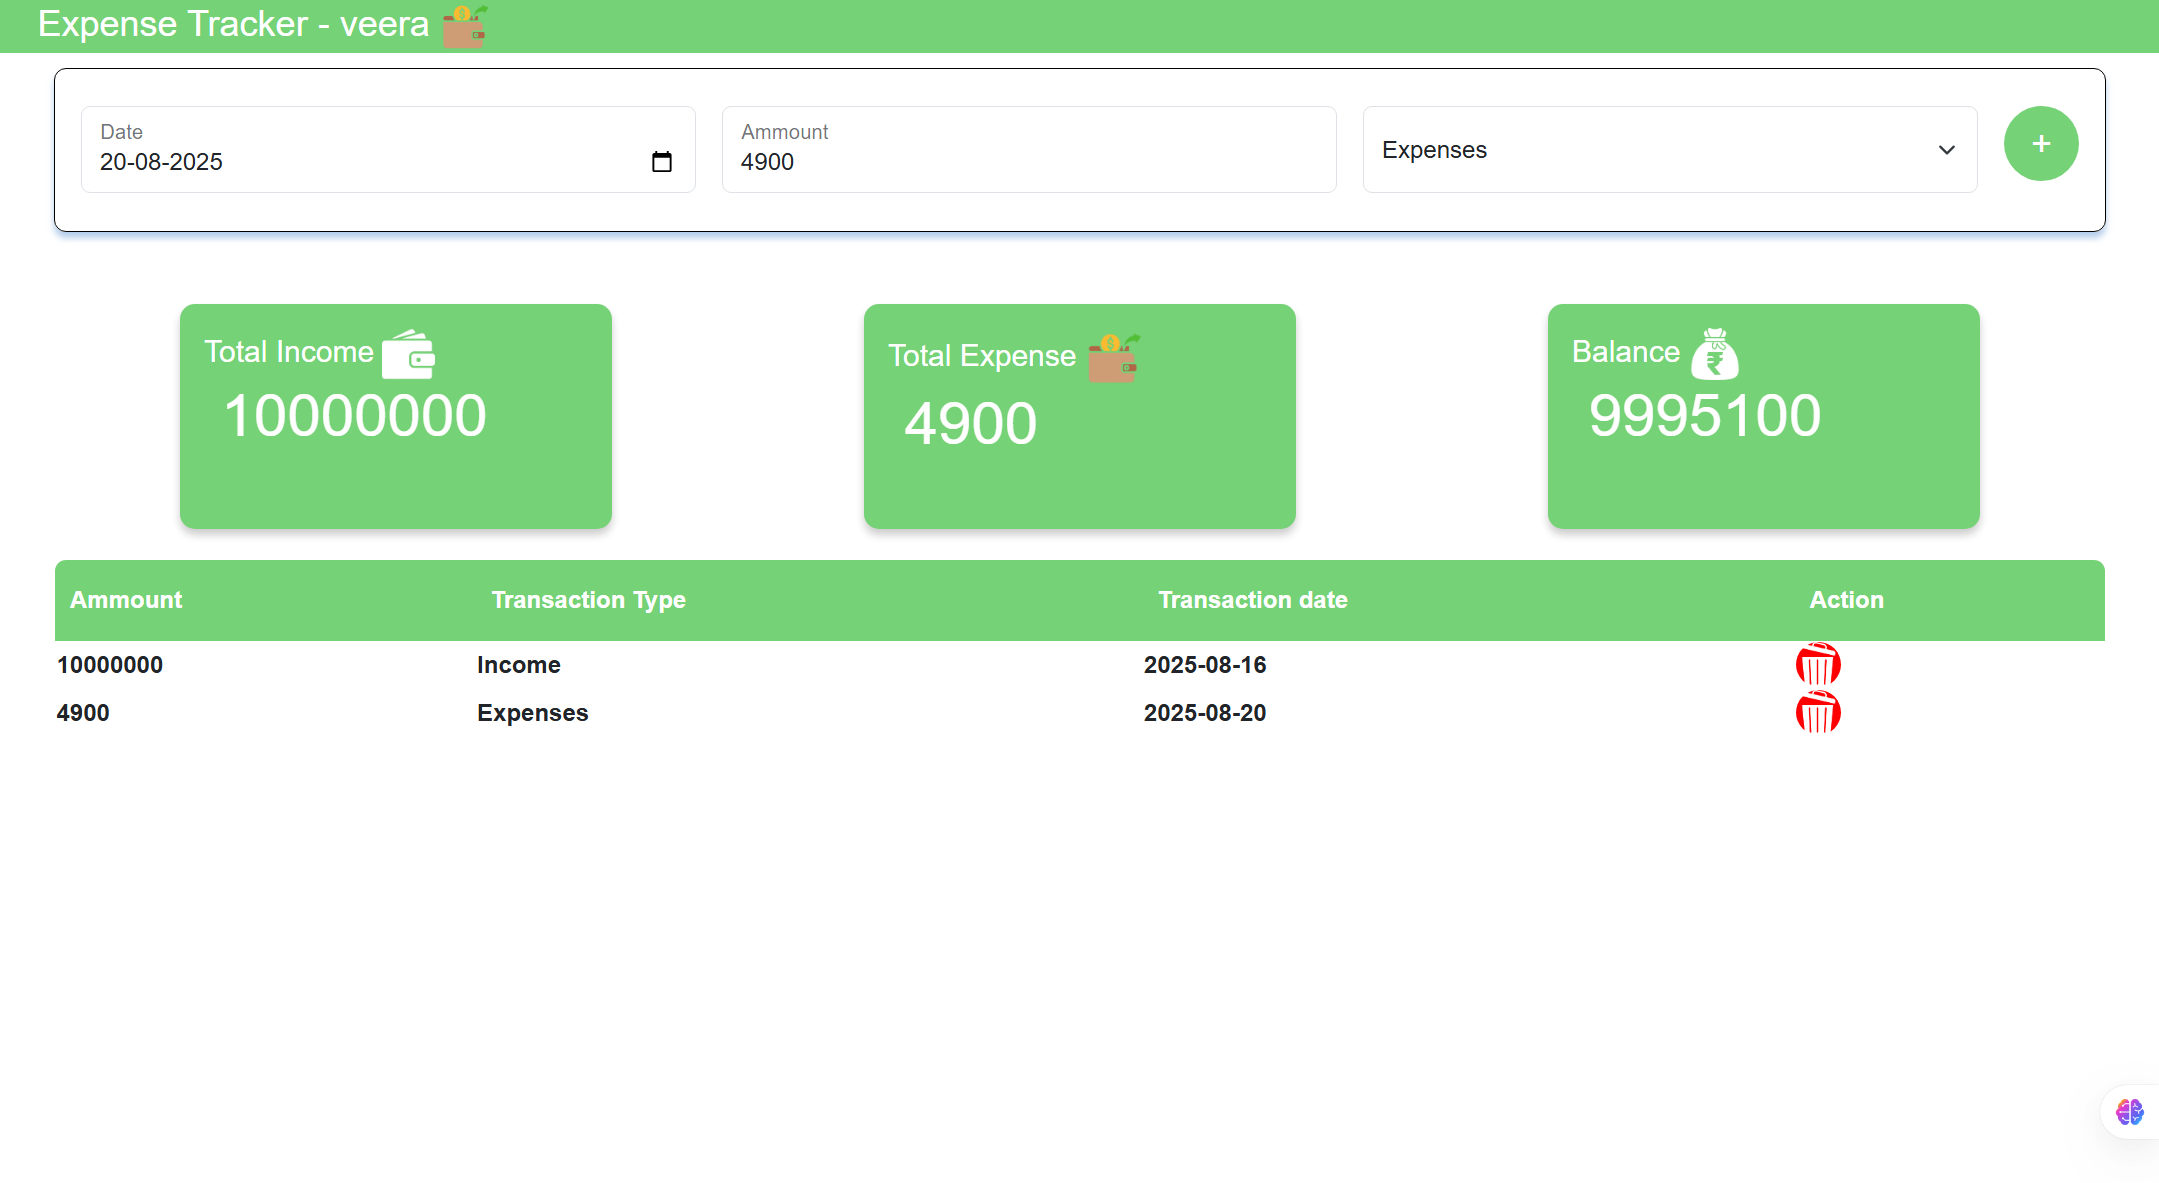 Expense Tracker - veera
Date
20-08-2025
Ammount
4900
Expenses
+
Total Income
10000000
Total Expense
4900
Balance
₹
9995100
Ammount Transaction Type Transaction date Action
10000000 Income 2025-08-16
4900 Expenses 2025-08-20